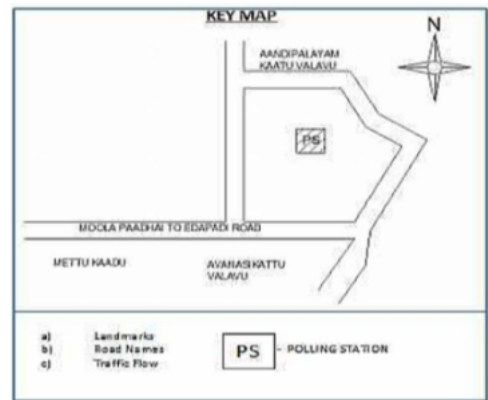 KEY MAP
N
AANDIPALAYAM
KAATU VALAVU
PS
MOOLA PAADHAI TO EDAPADI ROAD
METTU KAADU
AVANASIKATTU
VALAVU
a) Landmarks
b) Road Names
c) Traffic Flow
PS - POLLING STATION